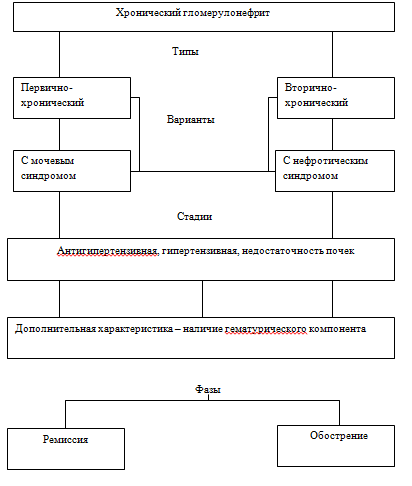 Хронический гломерулонефрит
Типы
Первично-
хронический
Вторично-
хронический
Варианты
С мочевым
синдромом
С нефротическим
синдромом
Стадии
Антигипертензивная, гипертензивная, недостаточность почек
Дополнительная характеристика – наличие гематурического компонента
Фазы
Ремиссия
Обострение